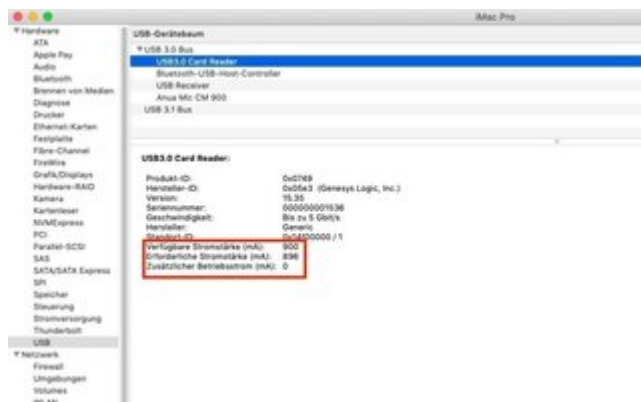 iMac Pro
Hardware
ATA
Apple Pay
Audio
Bluetooth
Brennen von Medien
Diagnose
Drucker
Ethernet-Karten
Festplatte
Fibre-Channel
FireWire
Grafik/Displays
Hardware-RAID
Kamera
Kartenleser
NVMExpress
PCI
Parallel-SCSI
SAS
SATA/SATA Express
SPI
Speicher
Steuerung
Stromversorgung
Thunderbolt
USB
Netzwerk
Firewall
Umgebungen
Volumes
USB-Gerätebaum
USB 3.0 Bus
USB3.0 Card Reader
Bluetooth-USB-Host-Controller
USB Receiver
Anua Mic CM 900
USB 3.1 Bus
USB3.0 Card Reader:
Produkt-ID: 0x0749
Hersteller-ID: 0x05e3 (Genesys Logic, Inc.)
Version: 15.35
Seriennummer: 000000001536
Geschwindigkeit: Bis zu 5 Gbit/s
Hersteller: Generic
Standort-ID: / 1
Verfügbare Stromstärke (mA): 900
Erforderliche Stromstärke (mA): 896
Zusätzlicher Betriebsstrom (mA): 0